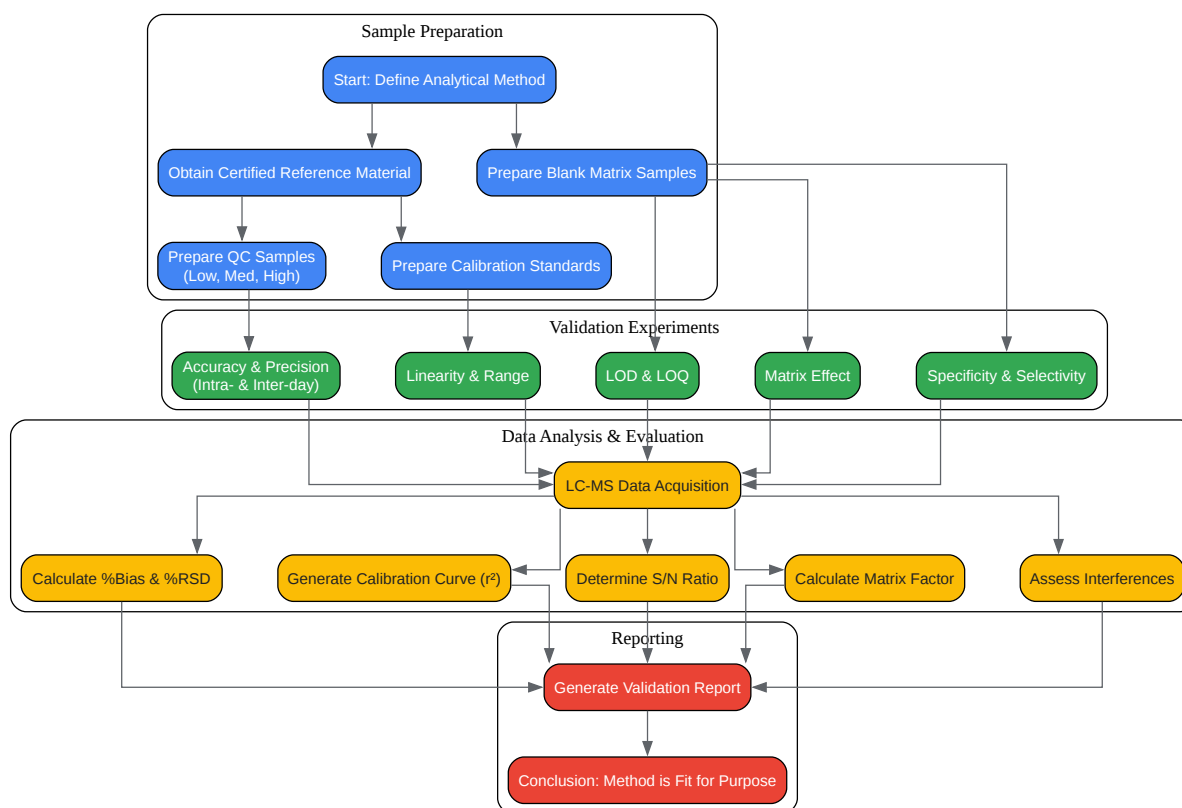 Sample Preparation
Start: Define Analytical Method
Obtain Certified Reference Material
Prepare Blank Matrix Samples
Prepare QC Samples
(Low, Med, High)
Prepare Calibration Standards
Validation Experiments
Accuracy & Precision
(Intra- & Inter-day)
Linearity & Range
LOD & LOQ
Matrix Effect
Specificity & Selectivity
Data Analysis & Evaluation
LC-MS Data Acquisition
Calculate %Bias & %RSD
Generate Calibration Curve (r²)
Determine S/N Ratio
Calculate Matrix Factor
Assess Interferences
Reporting
Generate Validation Report
Conclusion: Method is Fit for Purpose